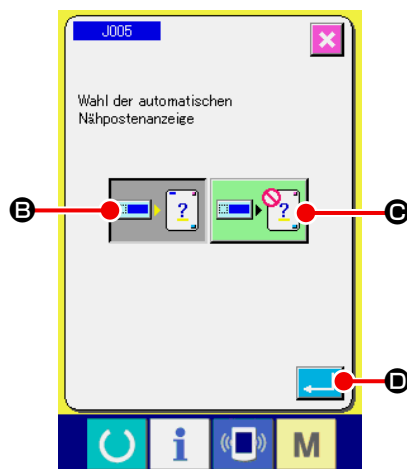 J005
Wahl der automatischen
Nähpostenanzeige
B
?
?
C
D
i
M